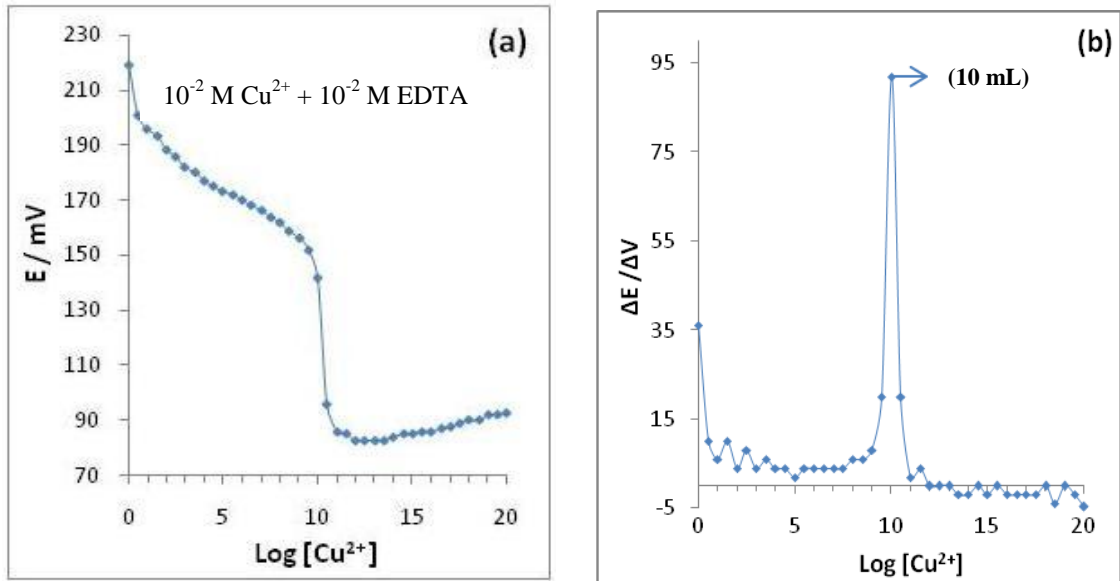 (a)
10⁻² M Cu²⁺ + 10⁻² M EDTA
E / mV
230
210
190
170
150
130
110
90
70
0 5 10 15 20
Log [Cu²⁺]
(b)
(10 mL)
ΔE /ΔV
95
75
55
35
15
-5
0 5 10 15 20
Log [Cu²⁺]